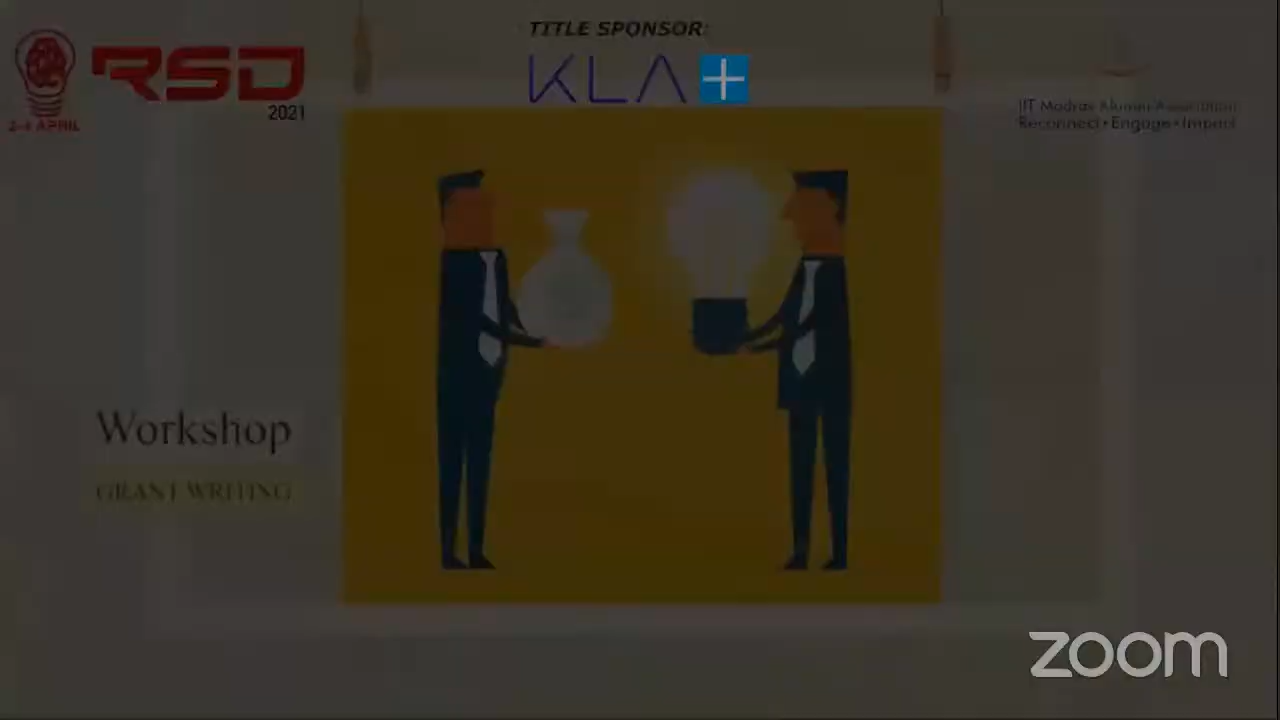 TITLE SPONSOR:
RSD
2021
KLA+
2-4 APRIL
IIT Madras Alumni Association
Reconnect • Engage • Impact
Workshop
GRANT WRITING
zoom